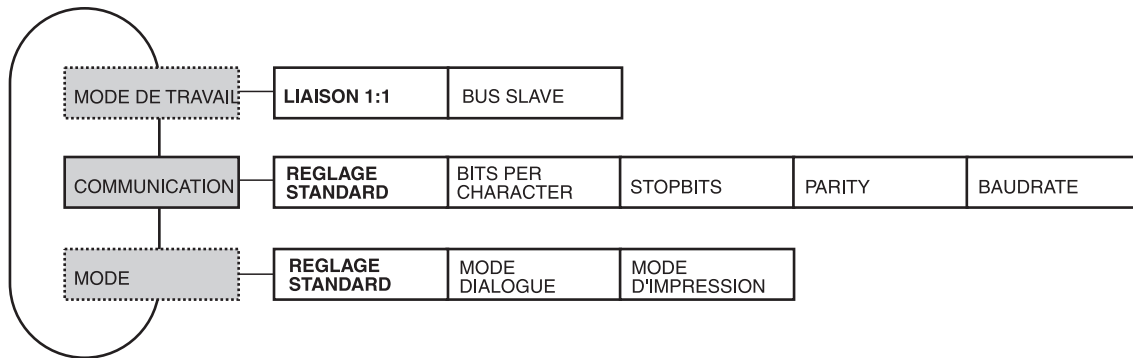 MODE DE TRAVAIL
LIAISON 1:1
BUS SLAVE
COMMUNICATION
REGLAGE
STANDARD
BITS PER
CHARACTER
STOPBITS
PARITY
BAUDRATE
MODE
REGLAGE
STANDARD
MODE
DIALOGUE
MODE
D'IMPRESSION